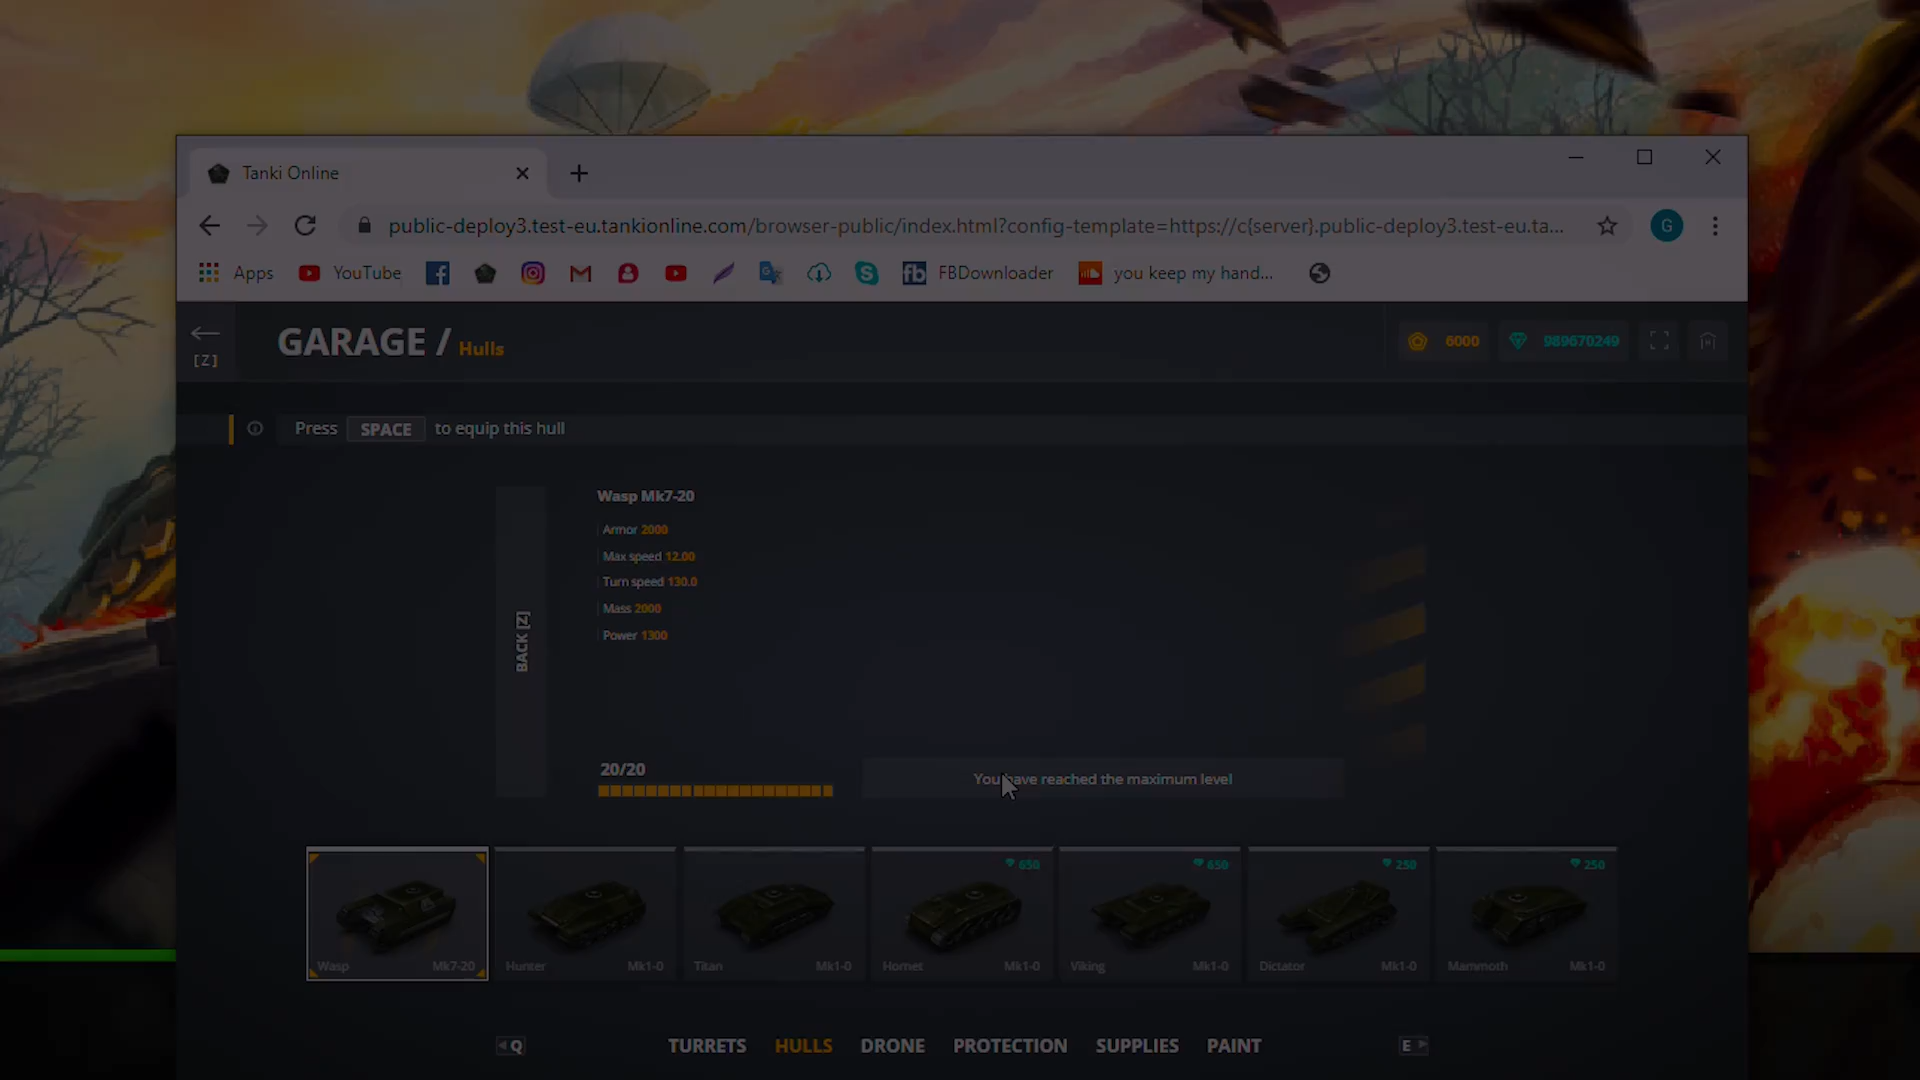 Tanki Online
public-deploy3.test-eu.tankionline.com/browser-public/index.html?config-template=https://c{server}.public-deploy3.test-eu.ta...
G
Apps YouTube FBDownloader you keep my hand...
[Z]
GARAGE / Hulls
6000 989670249
Press SPACE to equip this hull
BACK [Z]
Wasp Mk7-20
Armor 2000
Max speed 12.00
Turn speed 130.0
Mass 2000
Power 1300
20/20
You have reached the maximum level
650 650 250 250
Wasp Mk7-20 Hunter Mk1-0 Titan Mk1-0 Hornet Mk1-0 Viking Mk1-0 Dictator Mk1-0 Mammoth Mk1-0
Q TURRETS HULLS DRONE PROTECTION SUPPLIES PAINT E